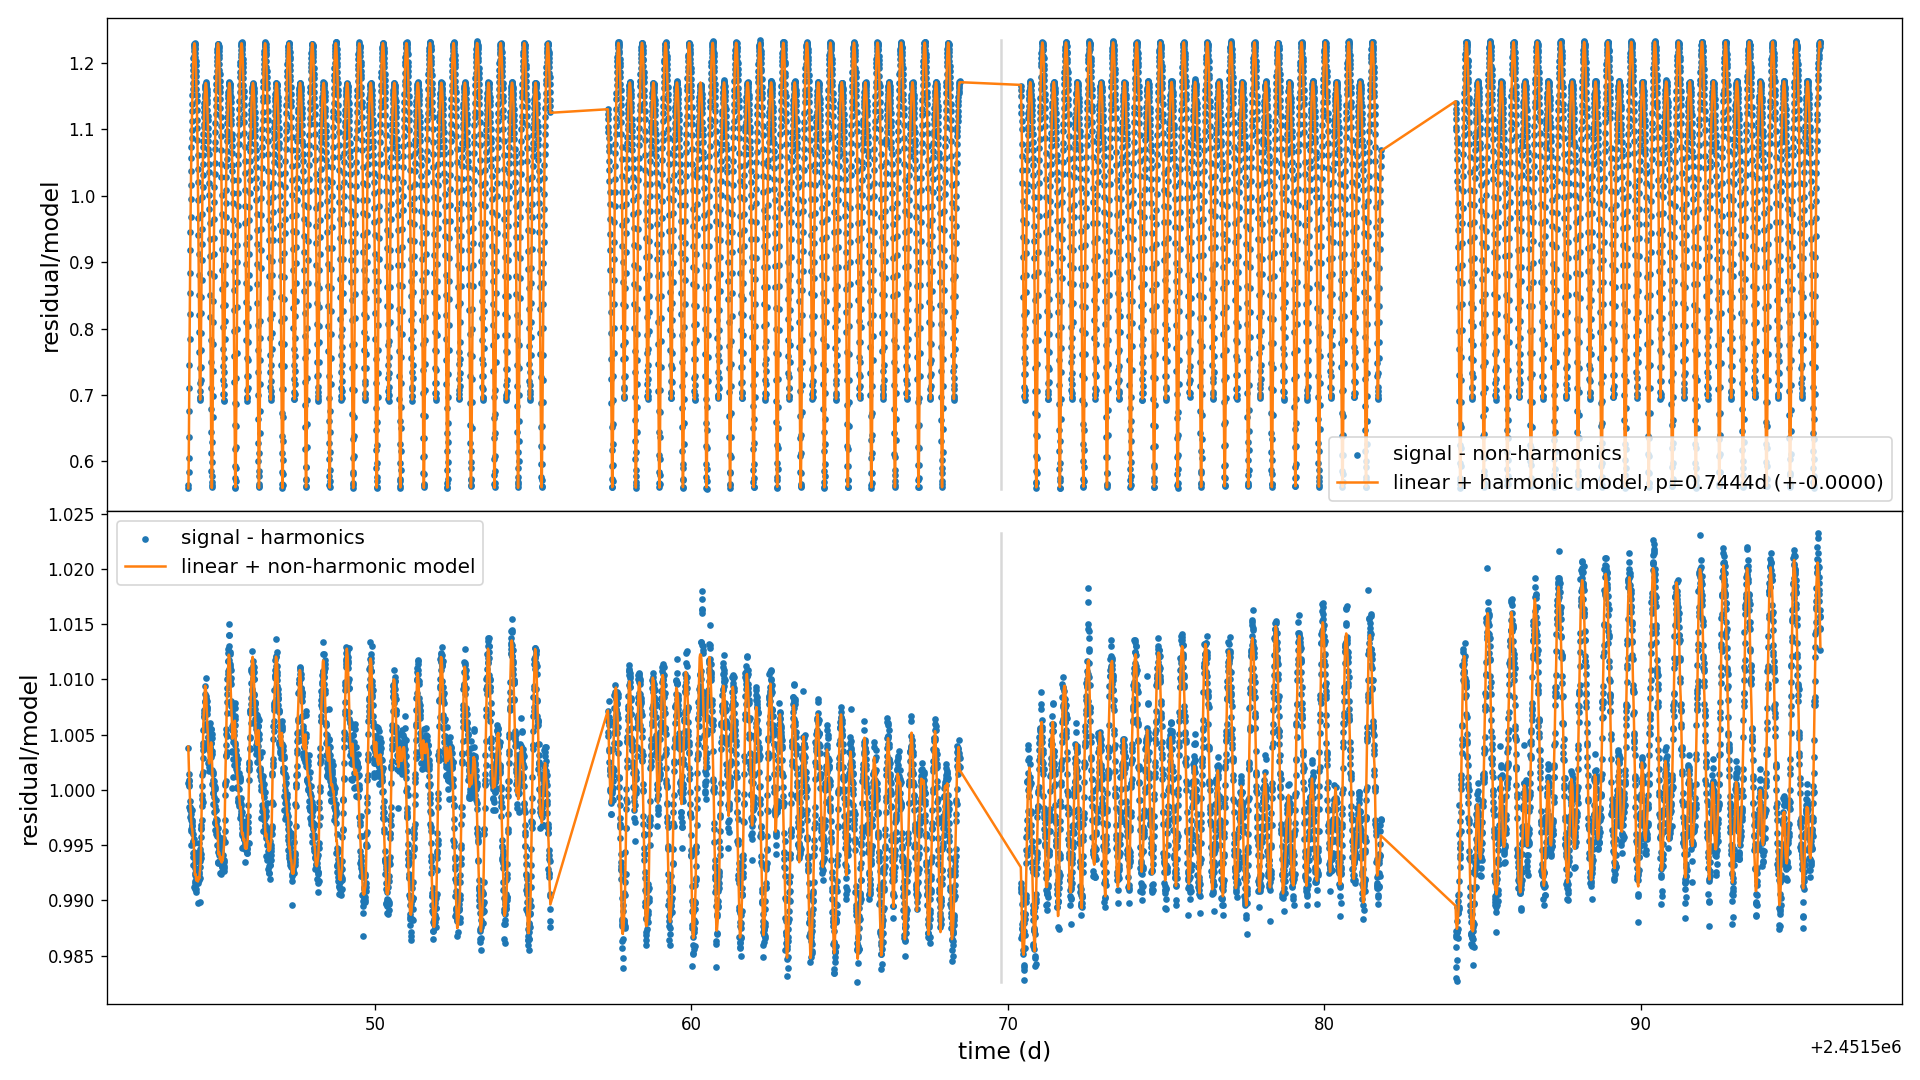 1.2
1.1
1.0
0.9
0.8
0.7
0.6
residual/model
signal - non-harmonics
linear + harmonic model, p=0.7444d (+-0.0000)
1.025
1.020
1.015
1.010
1.005
1.000
0.995
0.990
0.985
residual/model
signal - harmonics
linear + non-harmonic model
50
60
70
80
90
time (d)
+2.4515e6